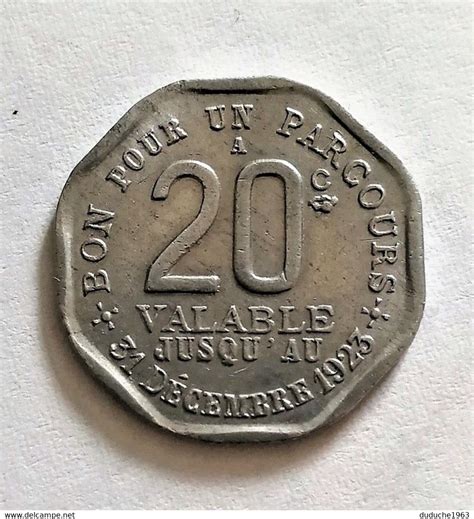 BON POUR UN PARCOURS
A
20 C^S
VALABLE
JUSQU'AU
31 DÉCEMBRE 1923
www.delcampe.net
duduche1963